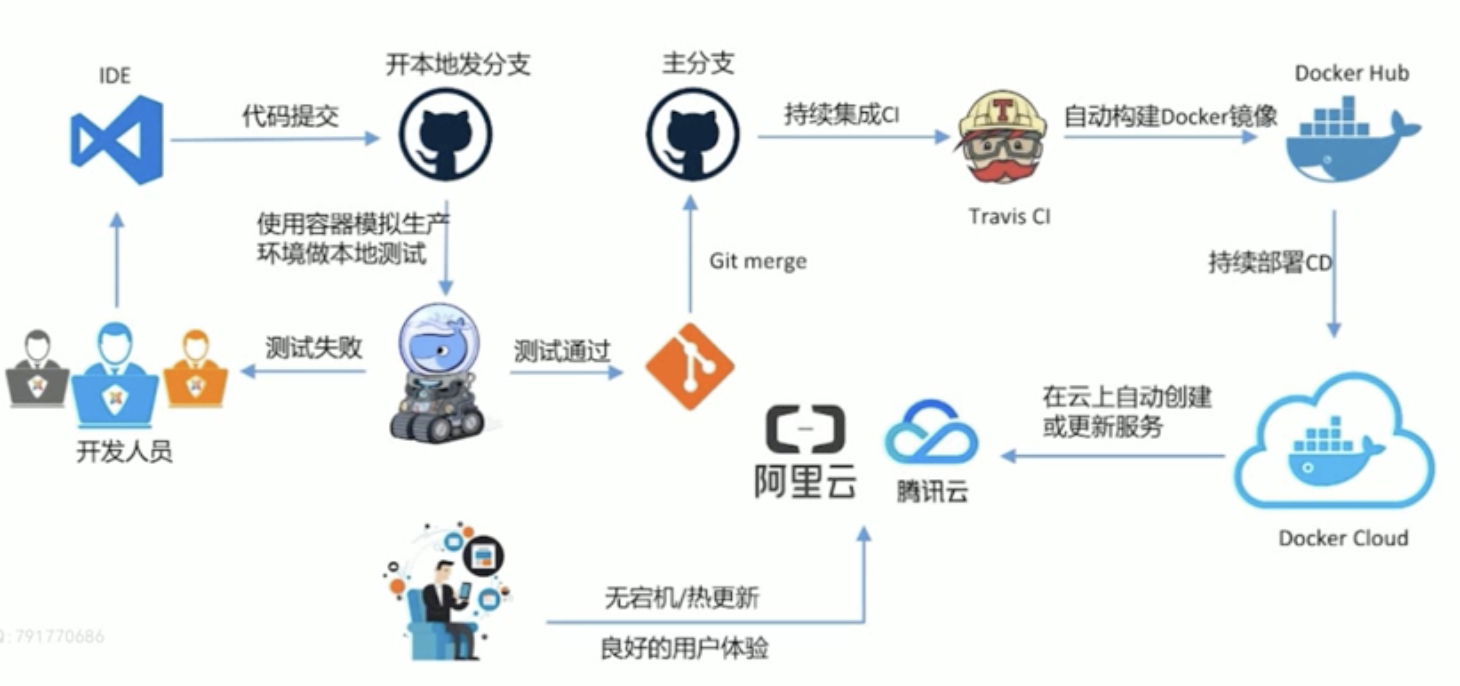 IDE
代码提交
开本地发分支
主分支
持续集成CI
T
自动构建Docker镜像
Docker Hub
使用容器模拟生产
环境做本地测试
Git merge
Travis CI
持续部署CD
测试失败
测试通过
开发人员
阿里云
腾讯云
在云上自动创建
或更新服务
Docker Cloud
无宕机/热更新
良好的用户体验
:791770686